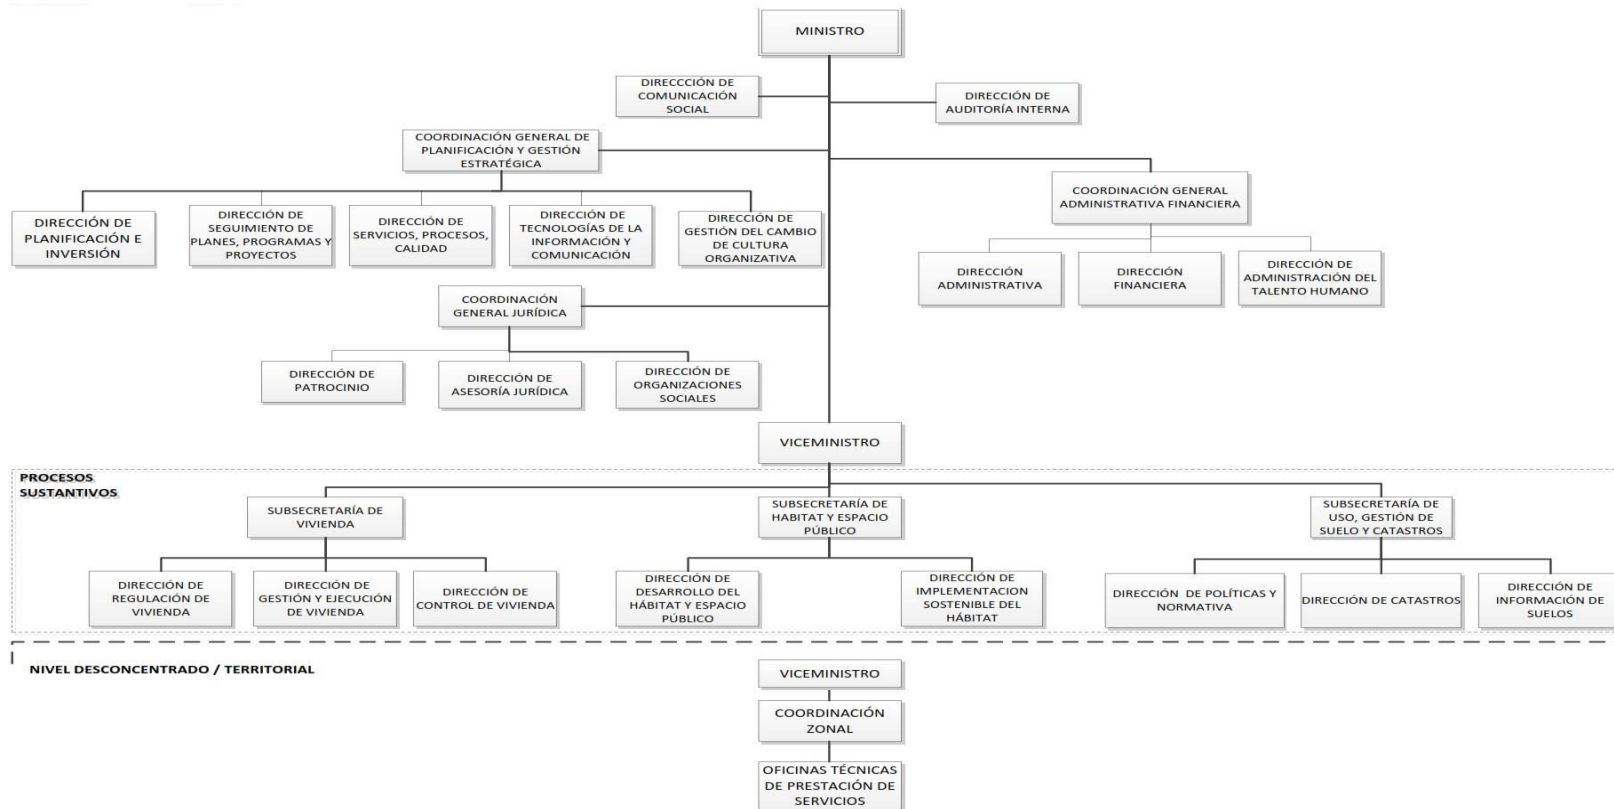 MINISTRO
DIRECCCIÓN DE
COMUNICACIÓN
SOCIAL
DIRECCIÓN DE
AUDITORÍA INTERNA
COORDINACIÓN GENERAL DE
PLANIFICACIÓN Y GESTIÓN
ESTRATÉGICA
COORDINACIÓN GENERAL
ADMINISTRATIVA FINANCIERA
DIRECCIÓN DE
PLANIFICACIÓN E
INVERSIÓN
DIRECCIÓN DE
SEGUIMIENTO DE
PLANES, PROGRAMAS Y
PROYECTOS
DIRECCIÓN DE
SERVICIOS, PROCESOS,
CALIDAD
DIRECCIÓN DE
TECNOLOGÍAS DE LA
INFORMACIÓN Y
COMUNICACIÓN
DIRECCIÓN DE
GESTIÓN DEL CAMBIO
DE CULTURA
ORGANIZATIVA
DIRECCIÓN
ADMINISTRATIVA
DIRECCIÓN
FINANCIERA
DIRECCIÓN DE
ADMINISTRACIÓN DEL
TALENTO HUMANO
COORDINACIÓN
GENERAL JURÍDICA
DIRECCIÓN DE
PATROCINIO
DIRECCIÓN DE
ASESORÍA JURÍDICA
DIRECCIÓN DE
ORGANIZACIONES
SOCIALES
VICEMINISTRO
PROCESOS
SUSTANTIVOS
SUBSECRETARÍA DE
VIVIENDA
SUBSECRETARÍA DE
HABITAT Y ESPACIO
PÚBLICO
SUBSECRETARÍA DE
USO, GESTIÓN DE
SUELO Y CATASTROS
DIRECCIÓN DE
REGULACIÓN DE
VIVIENDA
DIRECCIÓN DE
GESTIÓN Y EJECUCIÓN
DE VIVIENDA
DIRECCIÓN DE
CONTROL DE VIVIENDA
DIRECCIÓN DE
DESARROLLO DEL
HÁBITAT Y ESPACIO
PÚBLICO
DIRECCIÓN DE
IMPLEMENTACION
SOSTENIBLE DEL
HÁBITAT
DIRECCIÓN DE POLÍTICAS Y
NORMATIVA
DIRECCIÓN DE CATASTROS
DIRECCIÓN DE
INFORMACIÓN DE
SUELOS
NIVEL DESCONCENTRADO / TERRITORIAL
VICEMINISTRO
COORDINACIÓN
ZONAL
OFICINAS TÉCNICAS
DE PRESTACIÓN DE
SERVICIOS